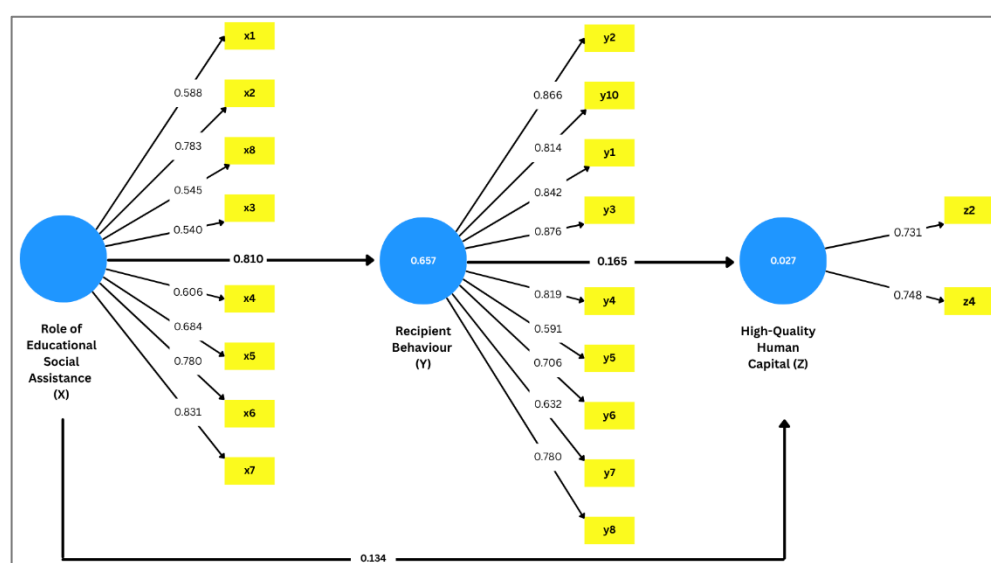 x1
x2
x8
x3
x4
x5
x6
x7
0.588
0.783
0.545
0.540
0.810
0.606
0.684
0.780
0.831
Role of
Educational
Social
Assistance
(X)
y2
y10
y1
y3
y4
y5
y6
y7
y8
0.866
0.814
0.842
0.876
0.657
0.165
0.819
0.591
0.706
0.632
0.780
Recipient
Behaviour
(Y)
z2
z4
0.731
0.027
0.748
High-Quality
Human
Capital (Z)
0.134